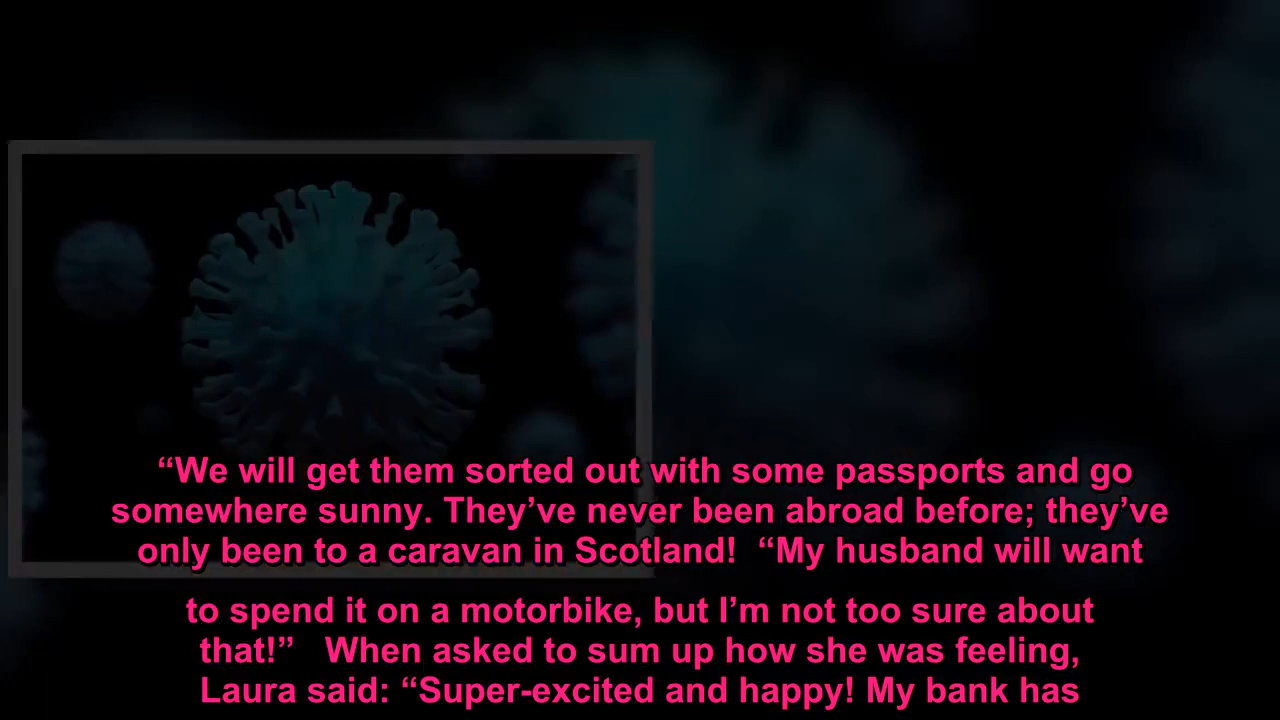 “We will get them sorted out with some passports and go
somewhere sunny. They’ve never been abroad before; they’ve
only been to a caravan in Scotland!  “My husband will want
to spend it on a motorbike, but I’m not too sure about
that!”   When asked to sum up how she was feeling,
Laura said: “Super-excited and happy! My bank has